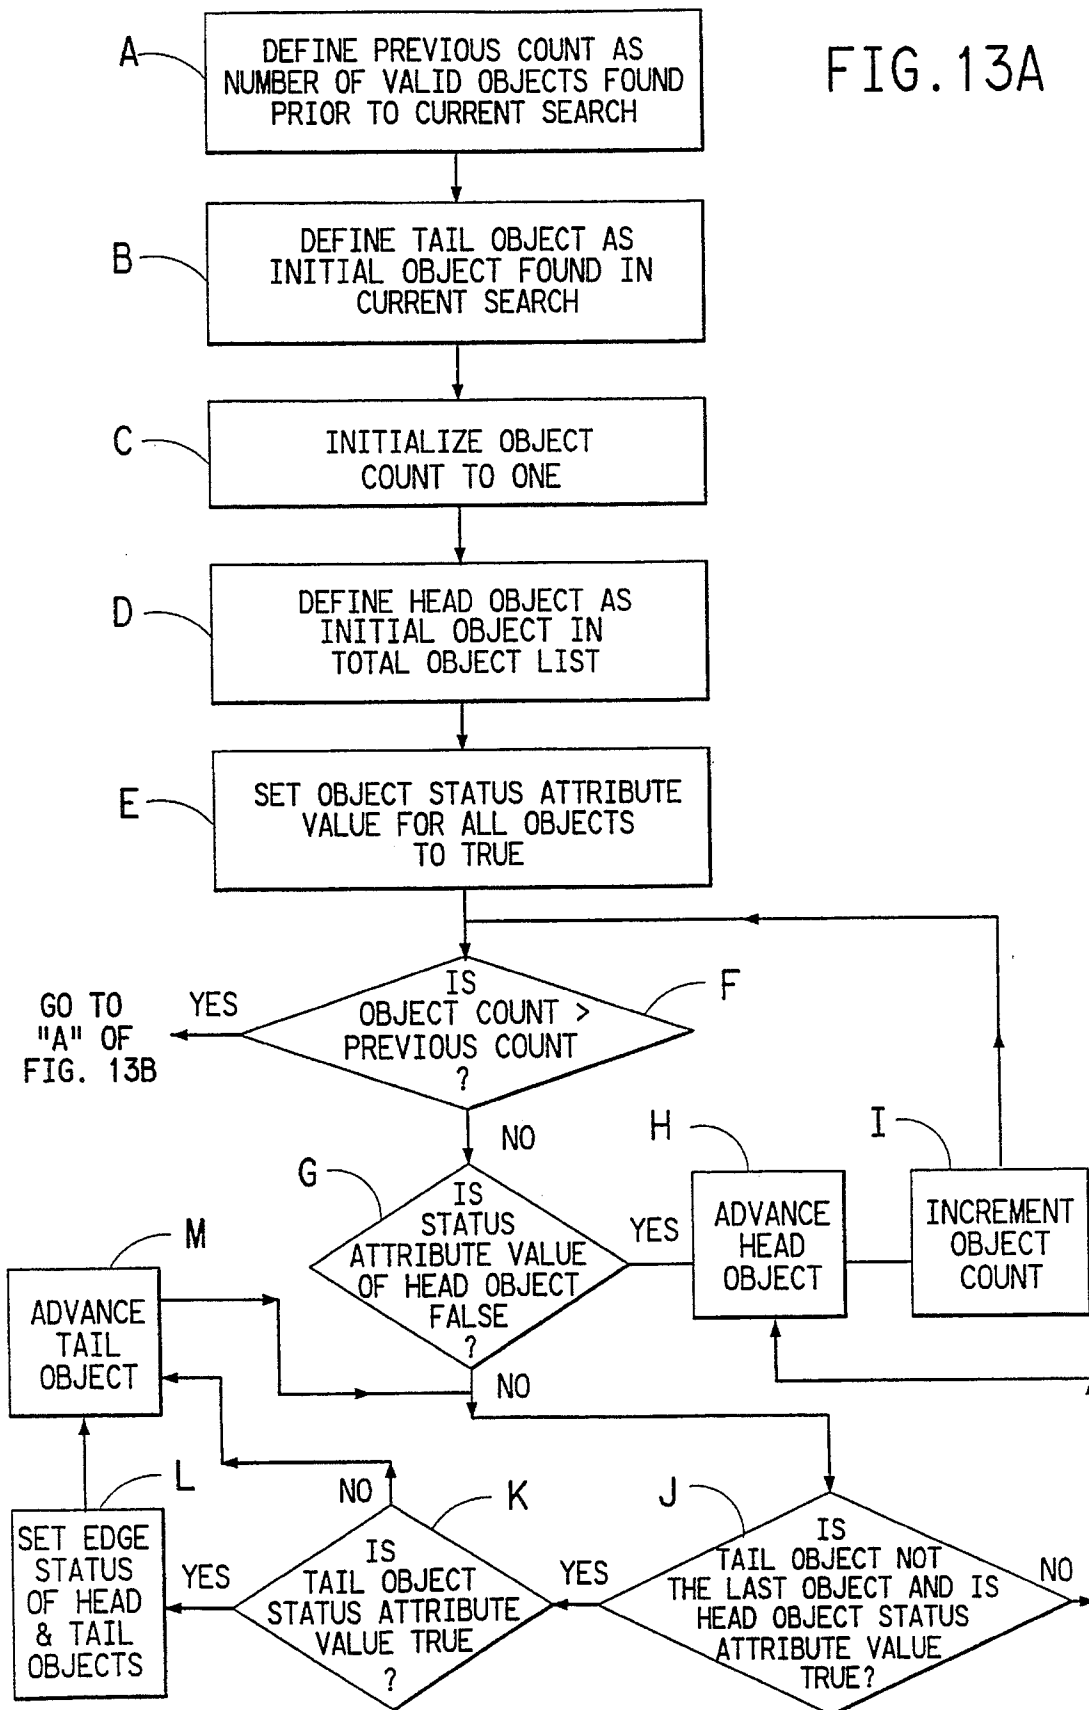 FIG.13A
A
DEFINE PREVIOUS COUNT AS
NUMBER OF VALID OBJECTS FOUND
PRIOR TO CURRENT SEARCH
B
DEFINE TAIL OBJECT AS
INITIAL OBJECT FOUND IN
CURRENT SEARCH
C
INITIALIZE OBJECT
COUNT TO ONE
D
DEFINE HEAD OBJECT AS
INITIAL OBJECT IN
TOTAL OBJECT LIST
E
SET OBJECT STATUS ATTRIBUTE
VALUE FOR ALL OBJECTS
TO TRUE
F
IS
OBJECT COUNT >
PREVIOUS COUNT
?
YES
GO TO
"A" OF
FIG. 13B
NO
G
IS
STATUS
ATTRIBUTE VALUE
OF HEAD OBJECT
FALSE
?
YES
H
ADVANCE
HEAD
OBJECT
I
INCREMENT
OBJECT
COUNT
NO
M
ADVANCE
TAIL
OBJECT
J
IS
TAIL OBJECT NOT
THE LAST OBJECT AND IS
HEAD OBJECT STATUS
ATTRIBUTE VALUE
TRUE?
NO
YES
K
IS
TAIL OBJECT
STATUS ATTRIBUTE
VALUE TRUE
?
NO
YES
L
SET EDGE
STATUS
OF HEAD
& TAIL
OBJECTS